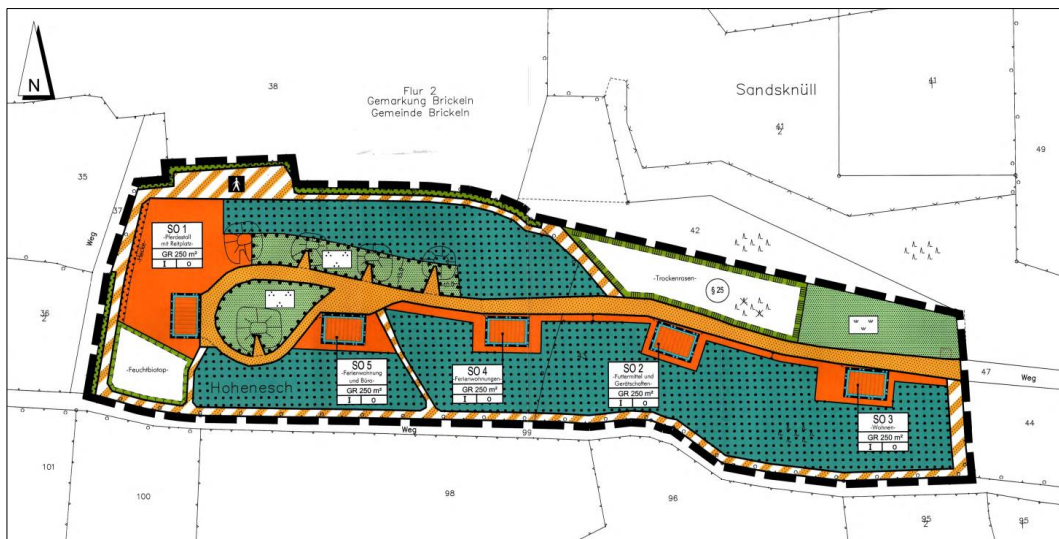 N
38
Flur 2
Gemarkung Brickeln
Gemeinde Brickeln
Sandsknüll
41
41
2
49
35
37
Weg
36
2
42
SO 1
-Pferdestall
mit Reitplatz-
GR 250 m²
I o
-Trockenrasen-
§ 25
-Feuchtbiotop-
Hohenesch
SO 5
-Ferienwohnung
und Büro-
GR 250 m²
I o
SO 4
-Ferienwohnungen-
GR 250 m²
I o
SO 2
-Futtermittel und
Gerätschaften-
GR 250 m²
I o
SO 3
-Wohnen-
GR 250 m²
I o
47
Weg
44
Weg
99
101
100
98
96
95
2
95